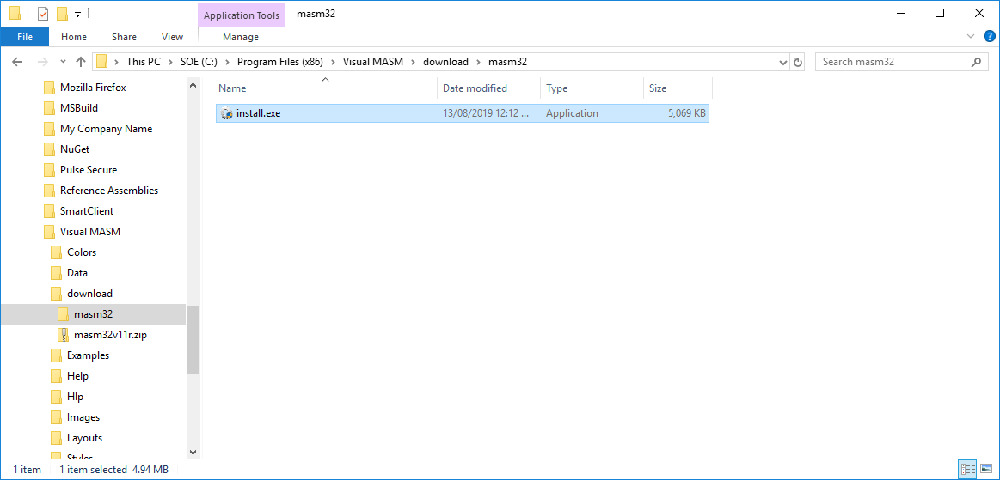 Application Tools masm32
File Home Share View Manage
This PC SOE (C:) Program Files (x86) Visual MASM download masm32 Search masm32
Name Date modified Type Size
install.exe 13/08/2019 12:12 ... Application 5,069 KB
Mozilla Firefox
MSBuild
My Company Name
NuGet
Pulse Secure
Reference Assemblies
SmartClient
Visual MASM
Colors
Data
download
masm32
masm32v11r.zip
Examples
Help
Hlp
Images
Layouts
Styles
1 item 1 item selected 4.94 MB